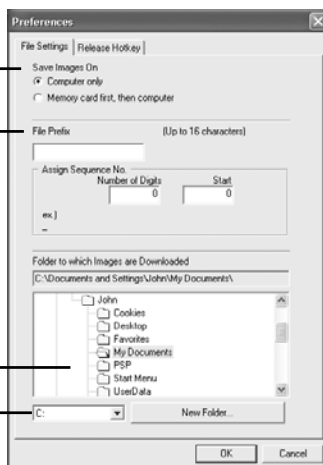 Preferences
File Settings Release Hotkey
Save Images On
Computer only
Memory card first, then computer
File Prefix (Up to 16 characters)
Assign Sequence No.
Number of Digits Start
0 0
ex.)
–
Folder to which Images are Downloaded
C:\Documents and Settings\John\My Documents\
John
Cookies
Desktop
Favorites
My Documents
PSP
Start Menu
UserData
C: New Folder...
OK Cancel